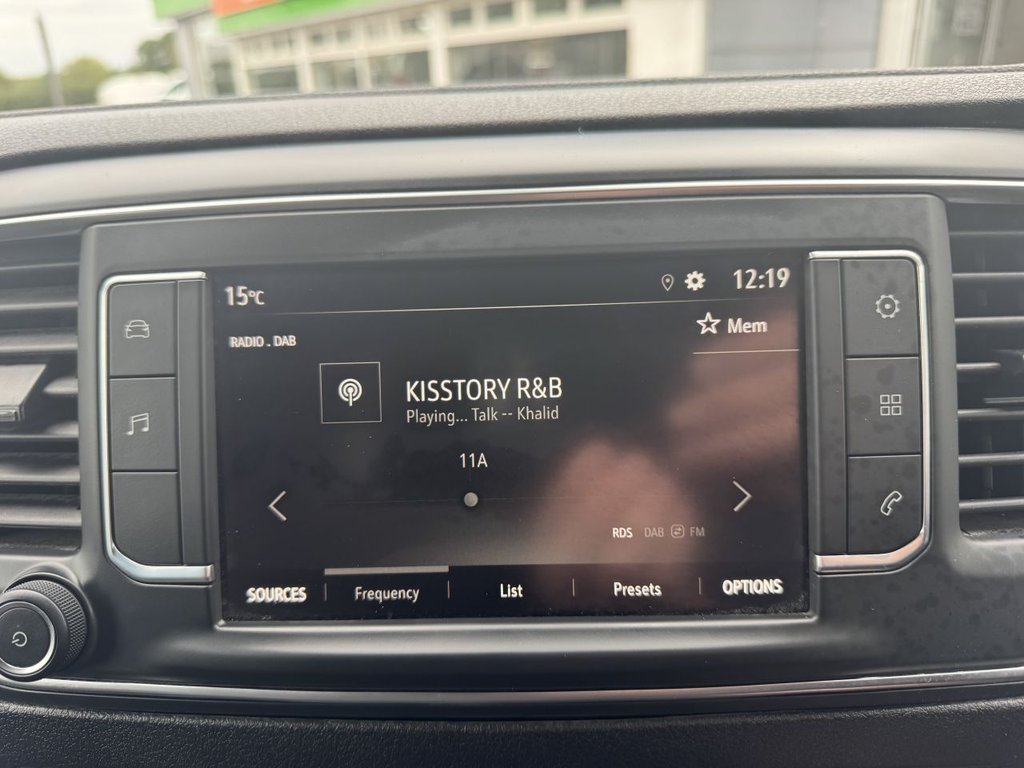 15°C
12:19
RADIO . DAB
Mem
KISSTORY R&B
Playing... Talk -- Khalid
11A
RDS DAB FM
SOURCES Frequency List Presets OPTIONS